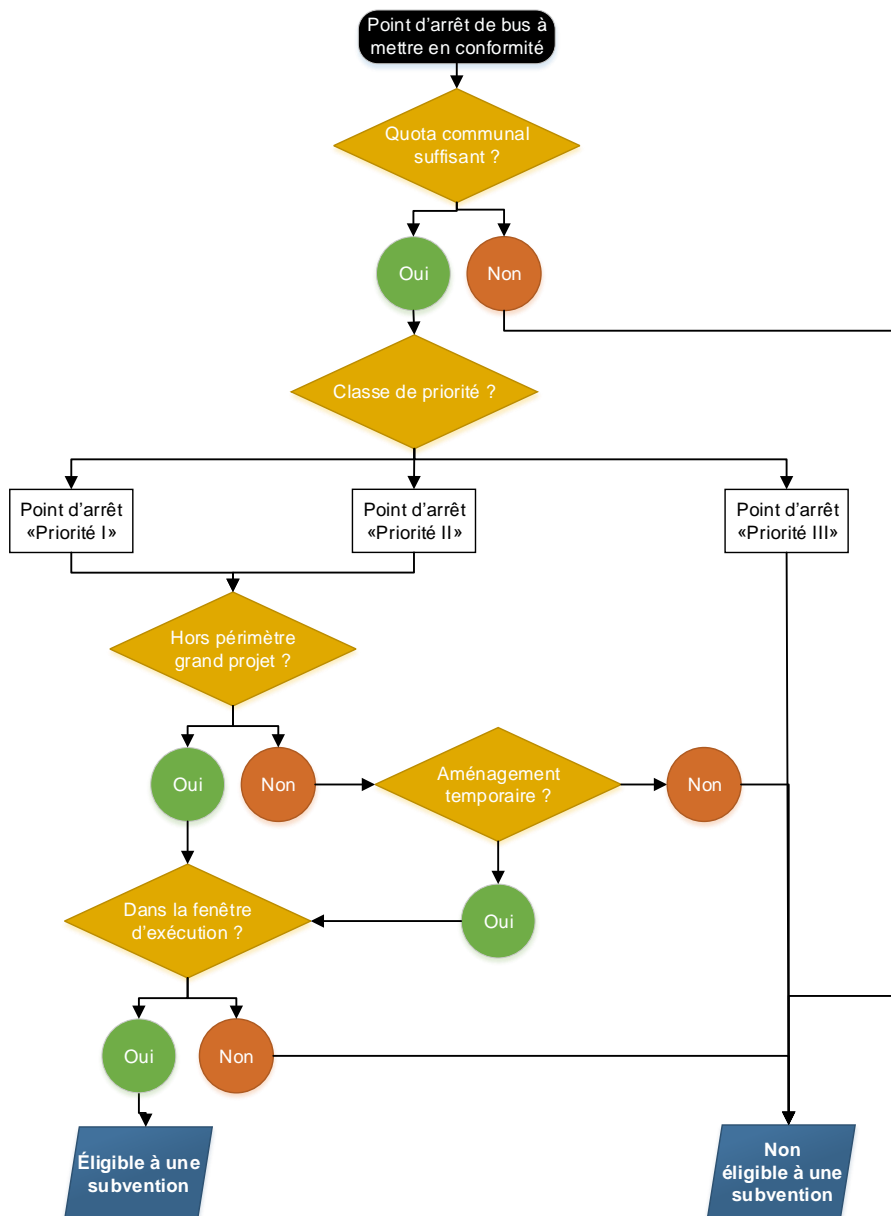 Point d'arrêt de bus à
mettre en conformité
Quota communal
suffisant ?
Oui
Non
Classe de priorité ?
Point d'arrêt
«Priorité I»
Point d'arrêt
«Priorité II»
Point d'arrêt
«Priorité III»
Hors périmètre
grand projet ?
Oui
Non
Aménagement
temporaire ?
Non
Dans la fenêtre
d'exécution ?
Oui
Oui
Non
Éligible à une
subvention
Non
éligible à une
subvention